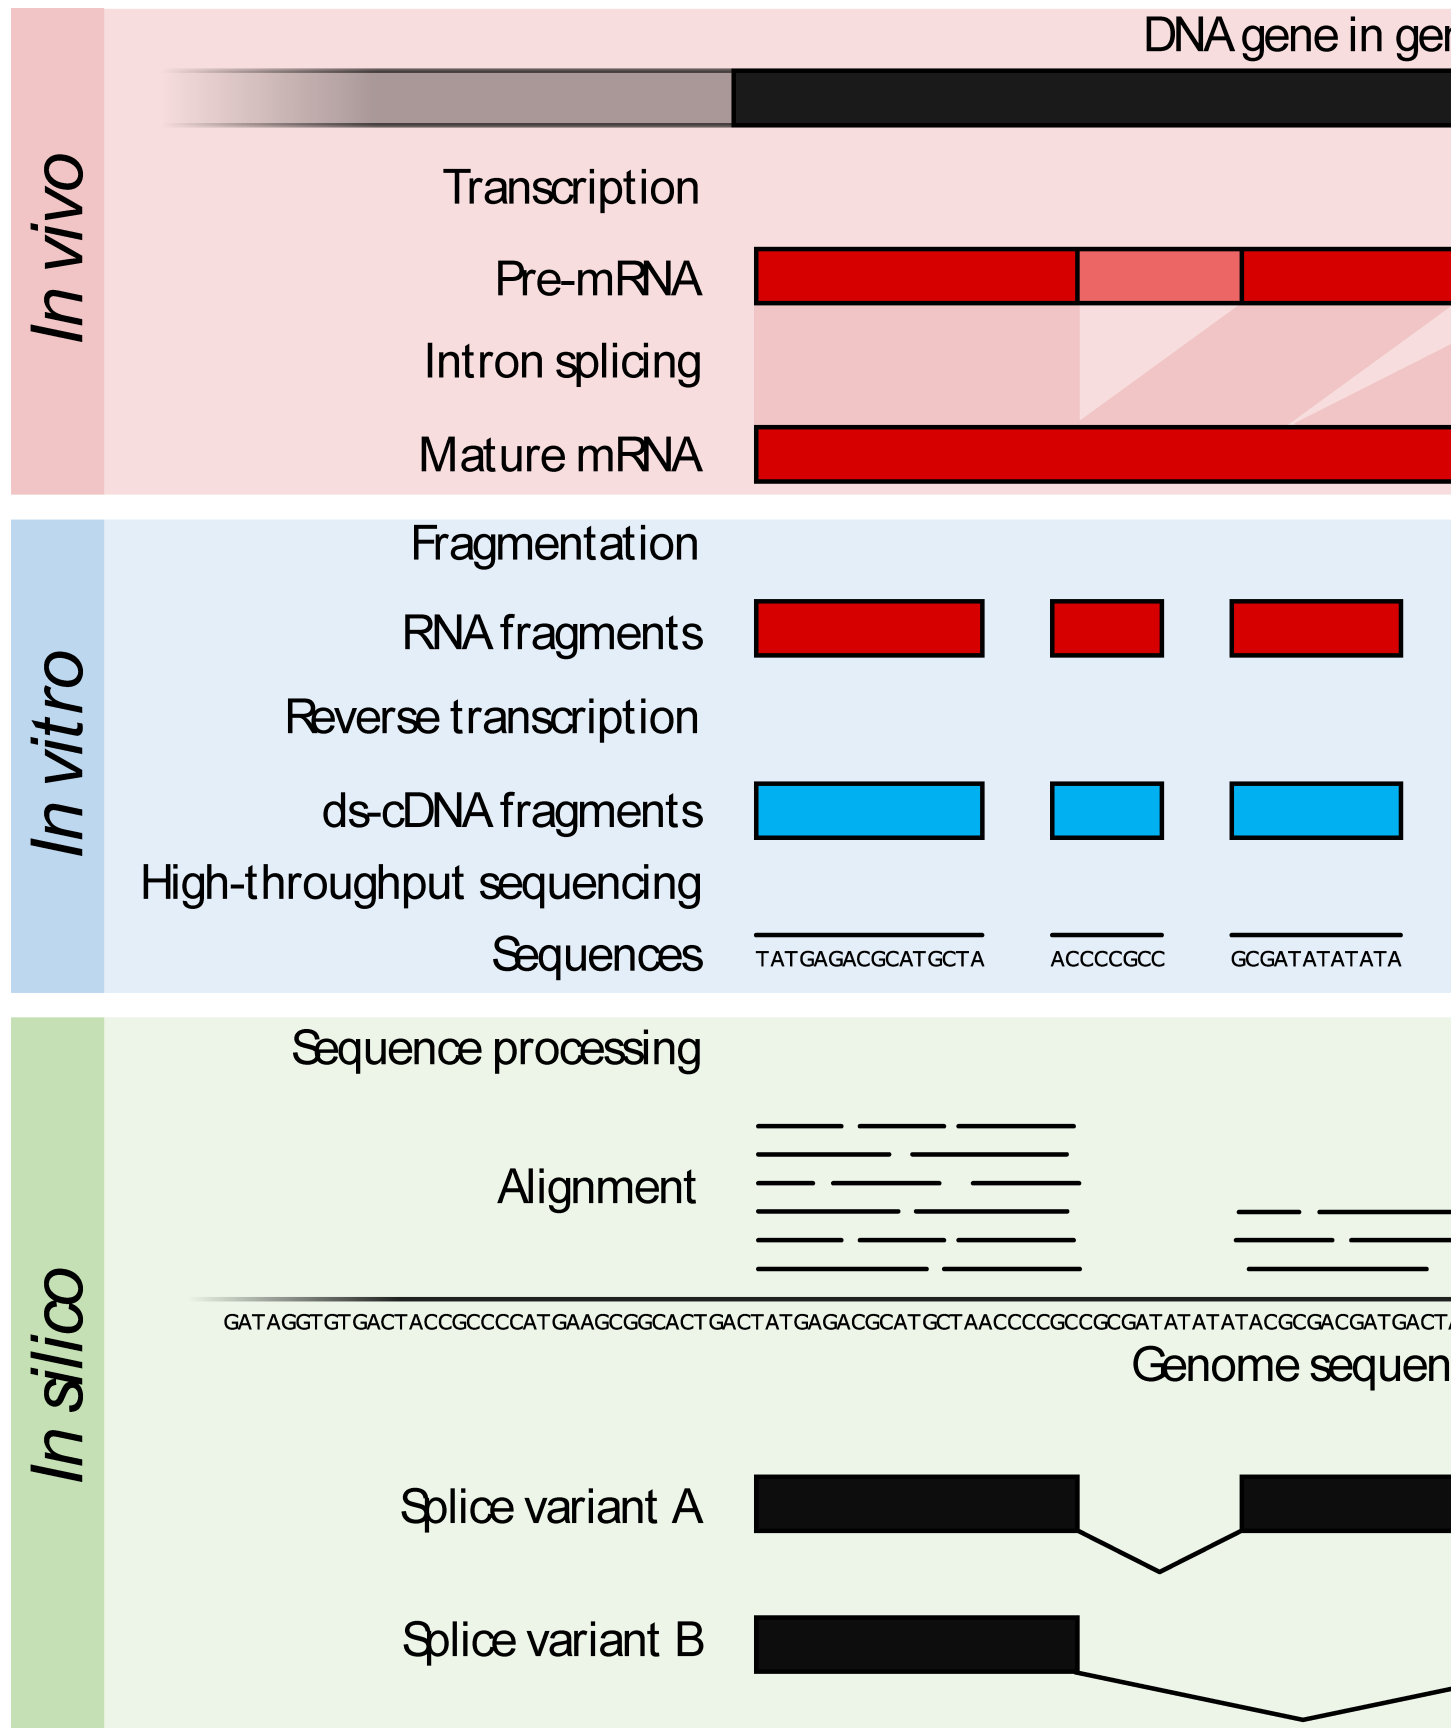 In vivo
DNA gene in gen
Transcription
Pre-mRNA
Intron splicing
Mature mRNA
In vitro
Fragmentation
RNA fragments
Reverse transcription
ds-cDNA fragments
High-throughput sequencing
Sequences
TATGAGACGCATGCTA ACCCCGCC GCGATATATATA
In silico
Sequence processing
Alignment
GATAGGTGTGACTACCGCCCCATGAAGCGGCACTGACTATGAGACGCATGCTAACCCCGCCGCGATATATATACGCGACGATGACTA
Genome sequen
Splice variant A
Splice variant B